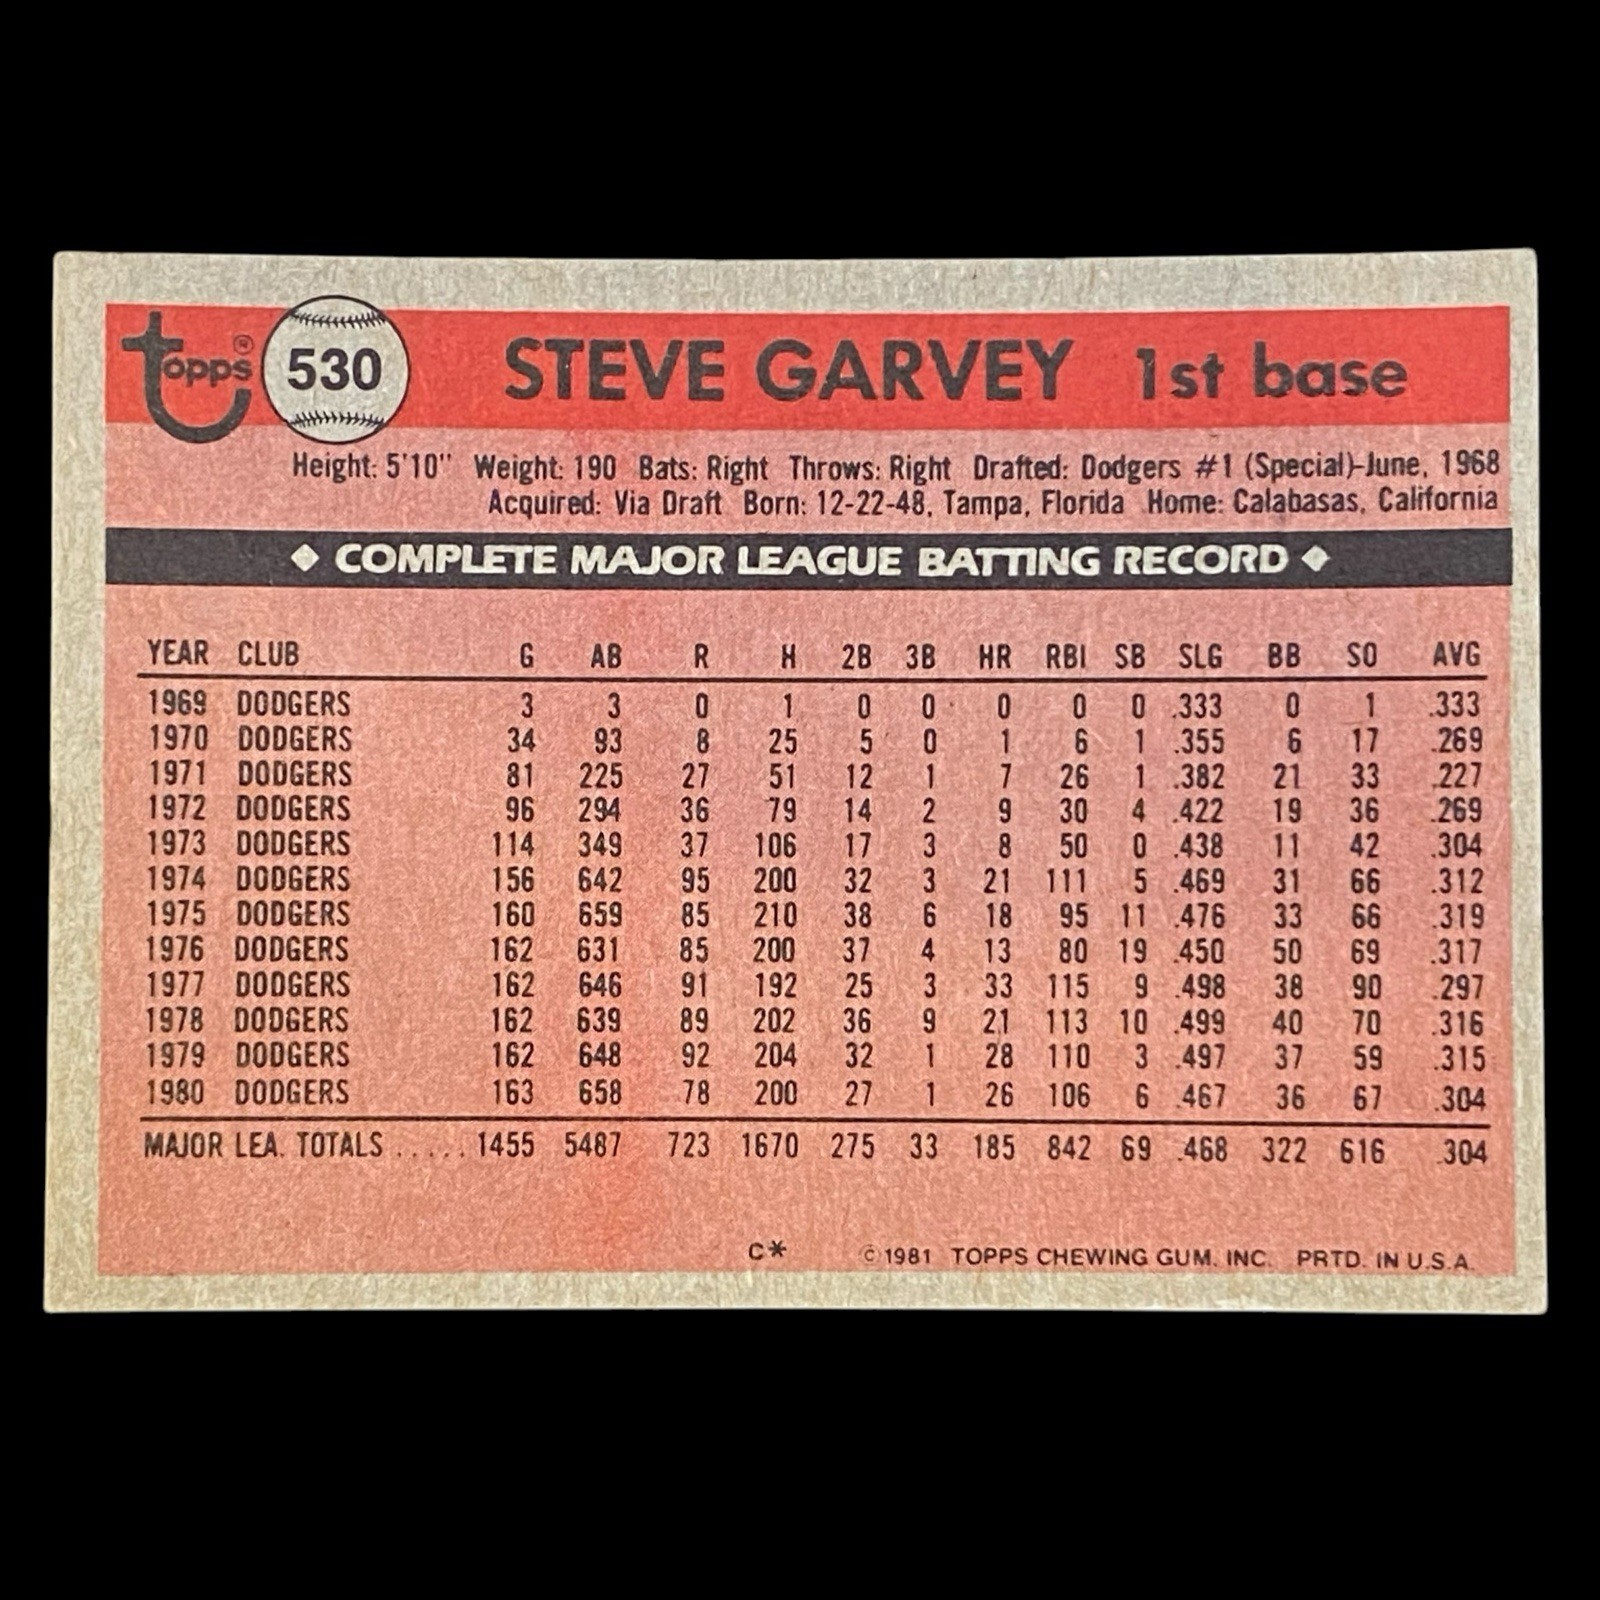 topps® 530 STEVE GARVEY 1st base
Height: 5'10" Weight: 190 Bats: Right Throws: Right Drafted: Dodgers #1 (Special)-June, 1968
Acquired: Via Draft Born: 12-22-48, Tampa, Florida Home: Calabasas, California
◆ COMPLETE MAJOR LEAGUE BATTING RECORD ◆
YEAR CLUB G AB R H 2B 3B HR RBI SB SLG BB SO AVG
1969 DODGERS 3 3 0 1 0 0 0 0 0 .333 0 1 .333
1970 DODGERS 34 93 8 25 5 0 1 6 1 .355 6 17 .269
1971 DODGERS 81 225 27 51 12 1 7 26 1 .382 21 33 .227
1972 DODGERS 96 294 36 79 14 2 9 30 4 .422 19 36 .269
1973 DODGERS 114 349 37 106 17 3 8 50 0 .438 11 42 .304
1974 DODGERS 156 642 95 200 32 3 21 111 5 .469 31 66 .312
1975 DODGERS 160 659 85 210 38 6 18 95 11 .476 33 66 .319
1976 DODGERS 162 631 85 200 37 4 13 80 19 .450 50 69 .317
1977 DODGERS 162 646 91 192 25 3 33 115 9 .498 38 90 .297
1978 DODGERS 162 639 89 202 36 9 21 113 10 .499 40 70 .316
1979 DODGERS 162 648 92 204 32 1 28 110 3 .497 37 59 .315
1980 DODGERS 163 658 78 200 27 1 26 106 6 .467 36 67 .304
MAJOR LEA. TOTALS ..... 1455 5487 723 1670 275 33 185 842 69 .468 322 616 .304
C* © 1981 TOPPS CHEWING GUM, INC. PRTD. IN U.S.A.